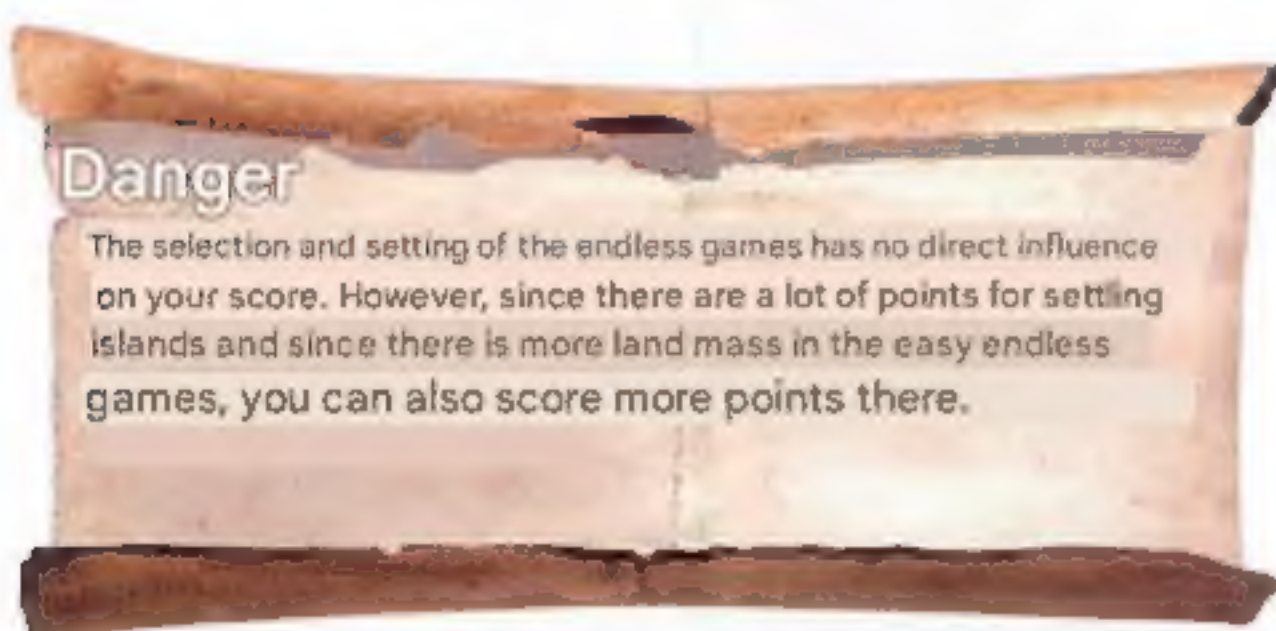 Danger
The selection and setting of the endless games has no direct influence
on your score. However, since there are a lot of points for settling
islands and since there is more land mass in the easy endless
games, you can also score more points there.